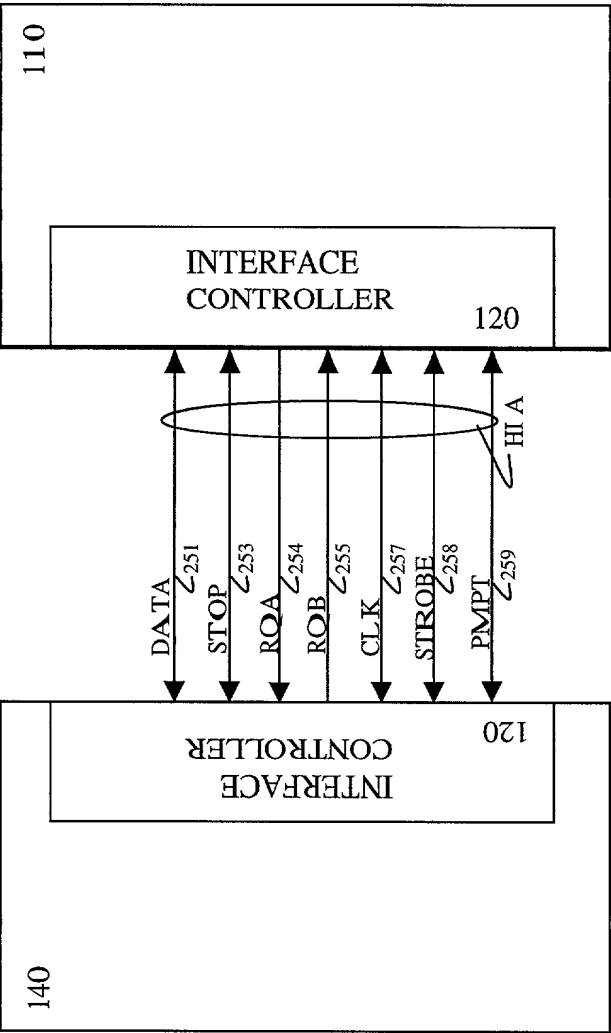 110
INTERFACE
CONTROLLER
120
HI A
DATA
251
STOP
253
RQA
254
RQB
255
CLK
257
STROBE
258
PMPT
259
INTERFACE
CONTROLLER
120
140